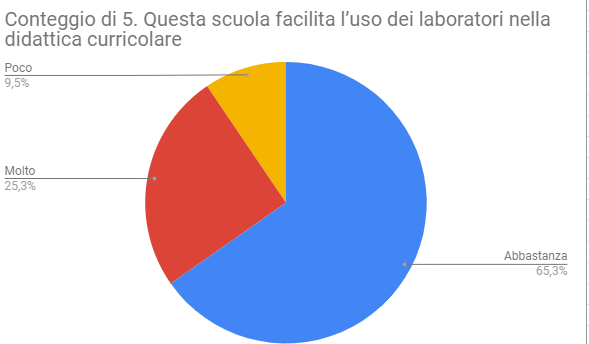 Conteggio di 5. Questa scuola facilita l’uso dei laboratori nella
didattica curricolare
Poco
9,5%
Molto
25,3%
Abbastanza
65,3%